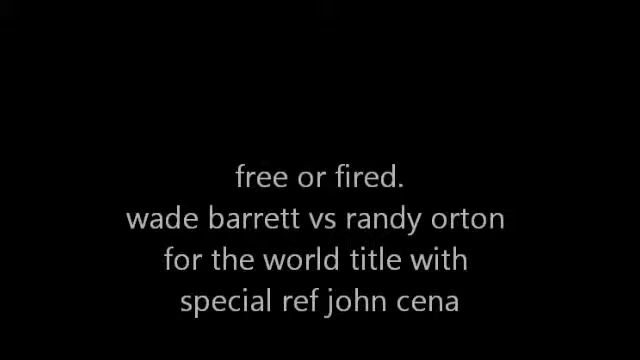 free or fired.
wade barrett vs randy orton
for the world title with
special ref john cena